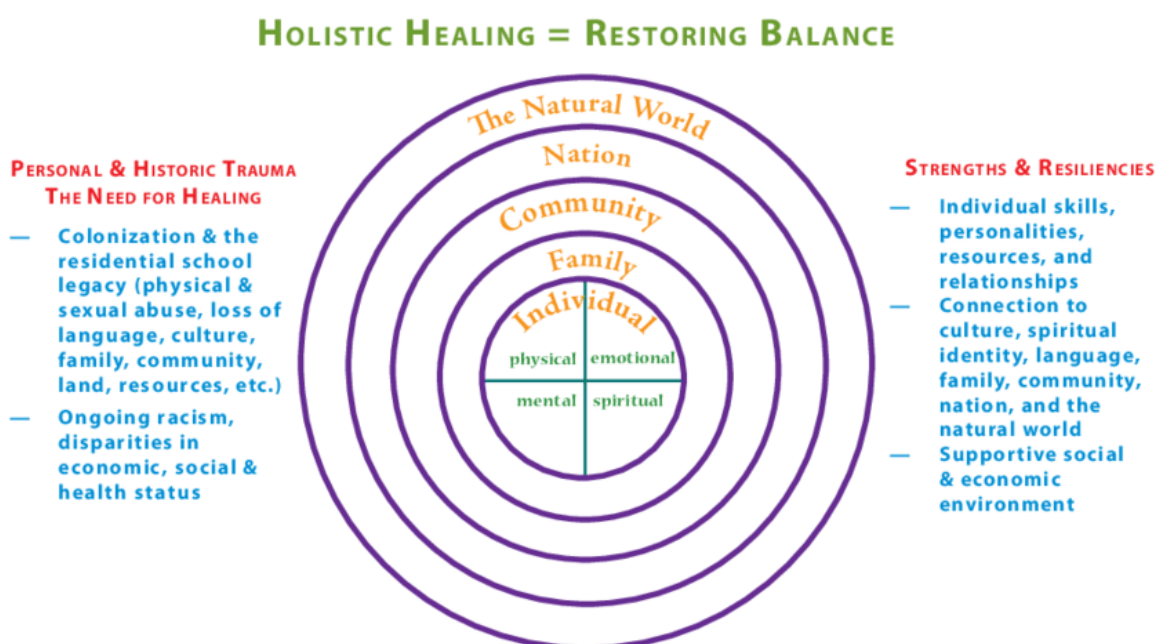 HOLISTIC HEALING = RESTORING BALANCE
PERSONAL & HISTORIC TRAUMA
THE NEED FOR HEALING
— Colonization & the
residential school
legacy (physical &
sexual abuse, loss of
language, culture,
family, community,
land, resources, etc.)
— Ongoing racism,
disparities in
economic, social &
health status
The Natural World
Nation
Community
Family
Individual
physical emotional
mental spiritual
STRENGTHS & RESILIENCIES
— Individual skills,
personalities,
resources, and
relationships
— Connection to
culture, spiritual
identity, language,
family, community,
nation, and the
natural world
— Supportive social
& economic
environment